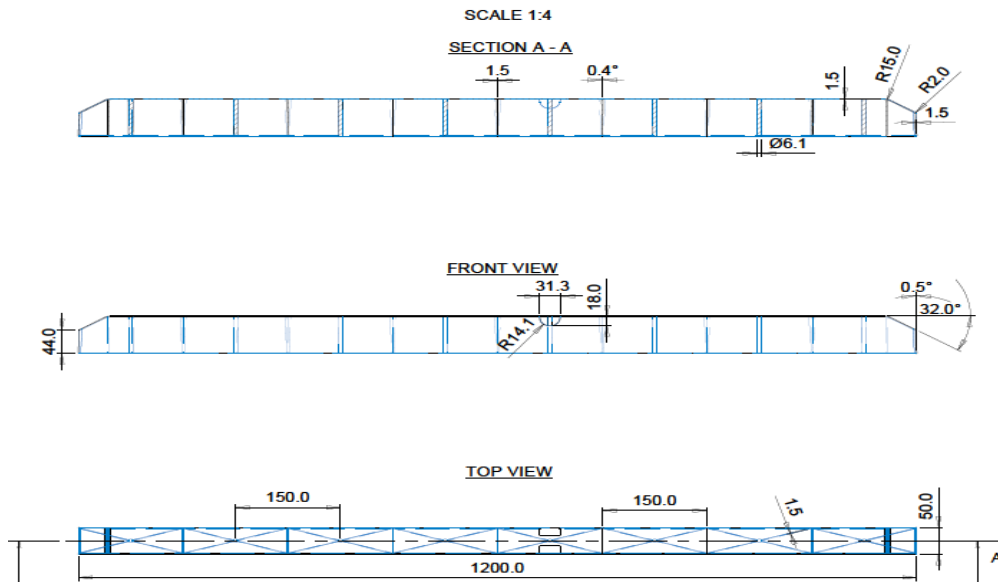 SCALE 1:4
SECTION A - A
1.5
0.4°
1.5
R15.0
R2.0
1.5
Ø6.1
FRONT VIEW
31.3
18.0
0.5°
32.0°
44.0
R14.1
TOP VIEW
150.0
150.0
1.5
50.0
1200.0
A